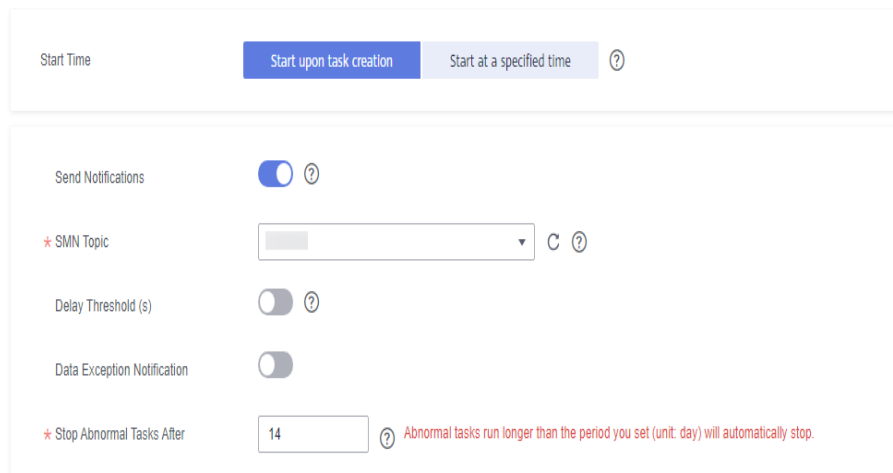 Start Time Start upon task creation Start at a specified time ?
Send Notifications ?
* SMN Topic ?
Delay Threshold (s) ?
Data Exception Notification
* Stop Abnormal Tasks After 14 ? Abnormal tasks run longer than the period you set (unit: day) will automatically stop.